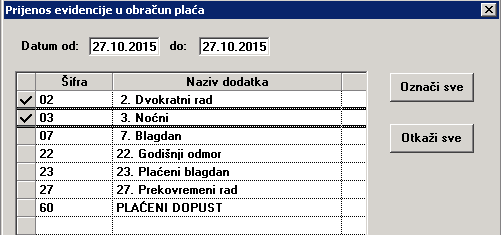 Prijenos evidencije u obračun plaća
Datum od: 27.10.2015 do: 27.10.2015
Šifra Naziv dodatka
02 2. Dvokratni rad
03 3. Noćni
07 7. Blagdan
22 22. Godišnji odmor
23 23. Plaćeni blagdan
27 27. Prekovremeni rad
60 PLAĆENI DOPUST
Označi sve
Otkaži sve